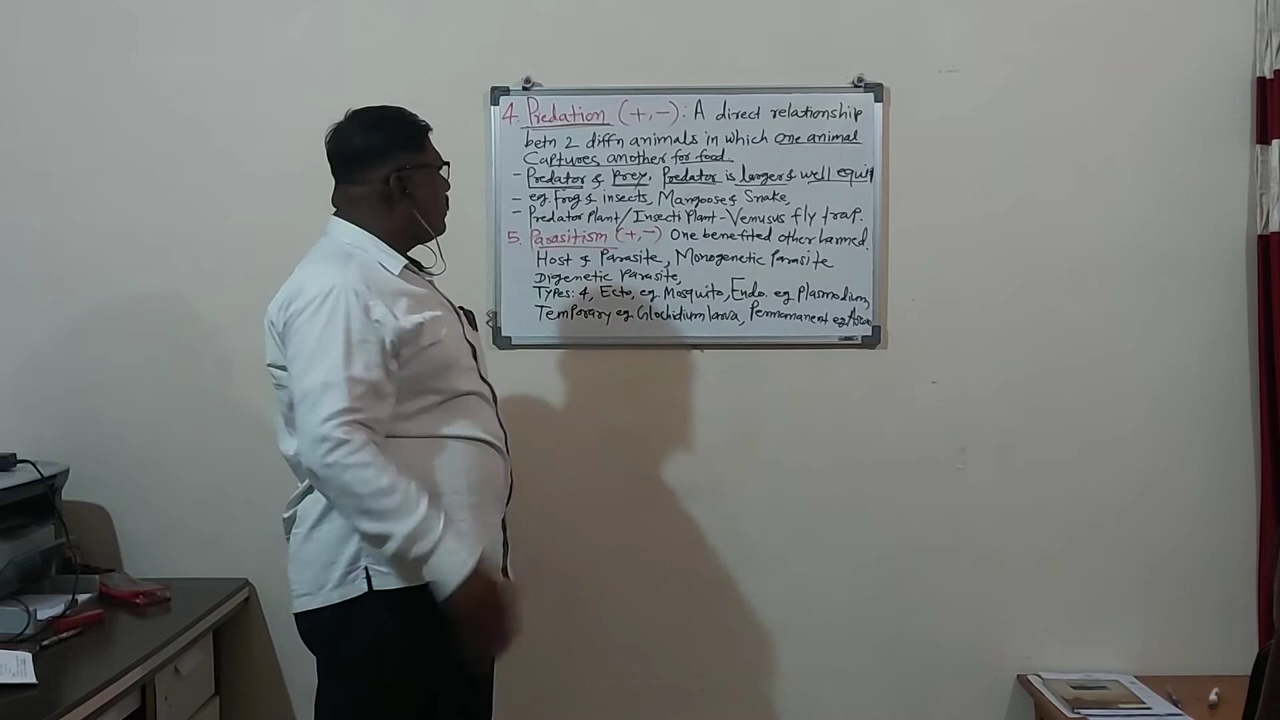 4. Predation (+,-): A direct relationship
betn 2 diffn animals in which one animal
Captures another for food.
- Predator & Prey. Predator is larger & well equip
- eg. Frog & insects, Mangoose & Snake,
- Predator Plant/Insecti Plant-Vemusus fly trap.
5. Parasitism (+,-) One benefited other harmed.
Host & Parasite, Monogenetic Parasite
Digenetic Parasite,
Types: 4, Ecto, eg Mosquito, Endo. eg Plasmodium,
Temporary eg Glochidium larva, Permomanent eg